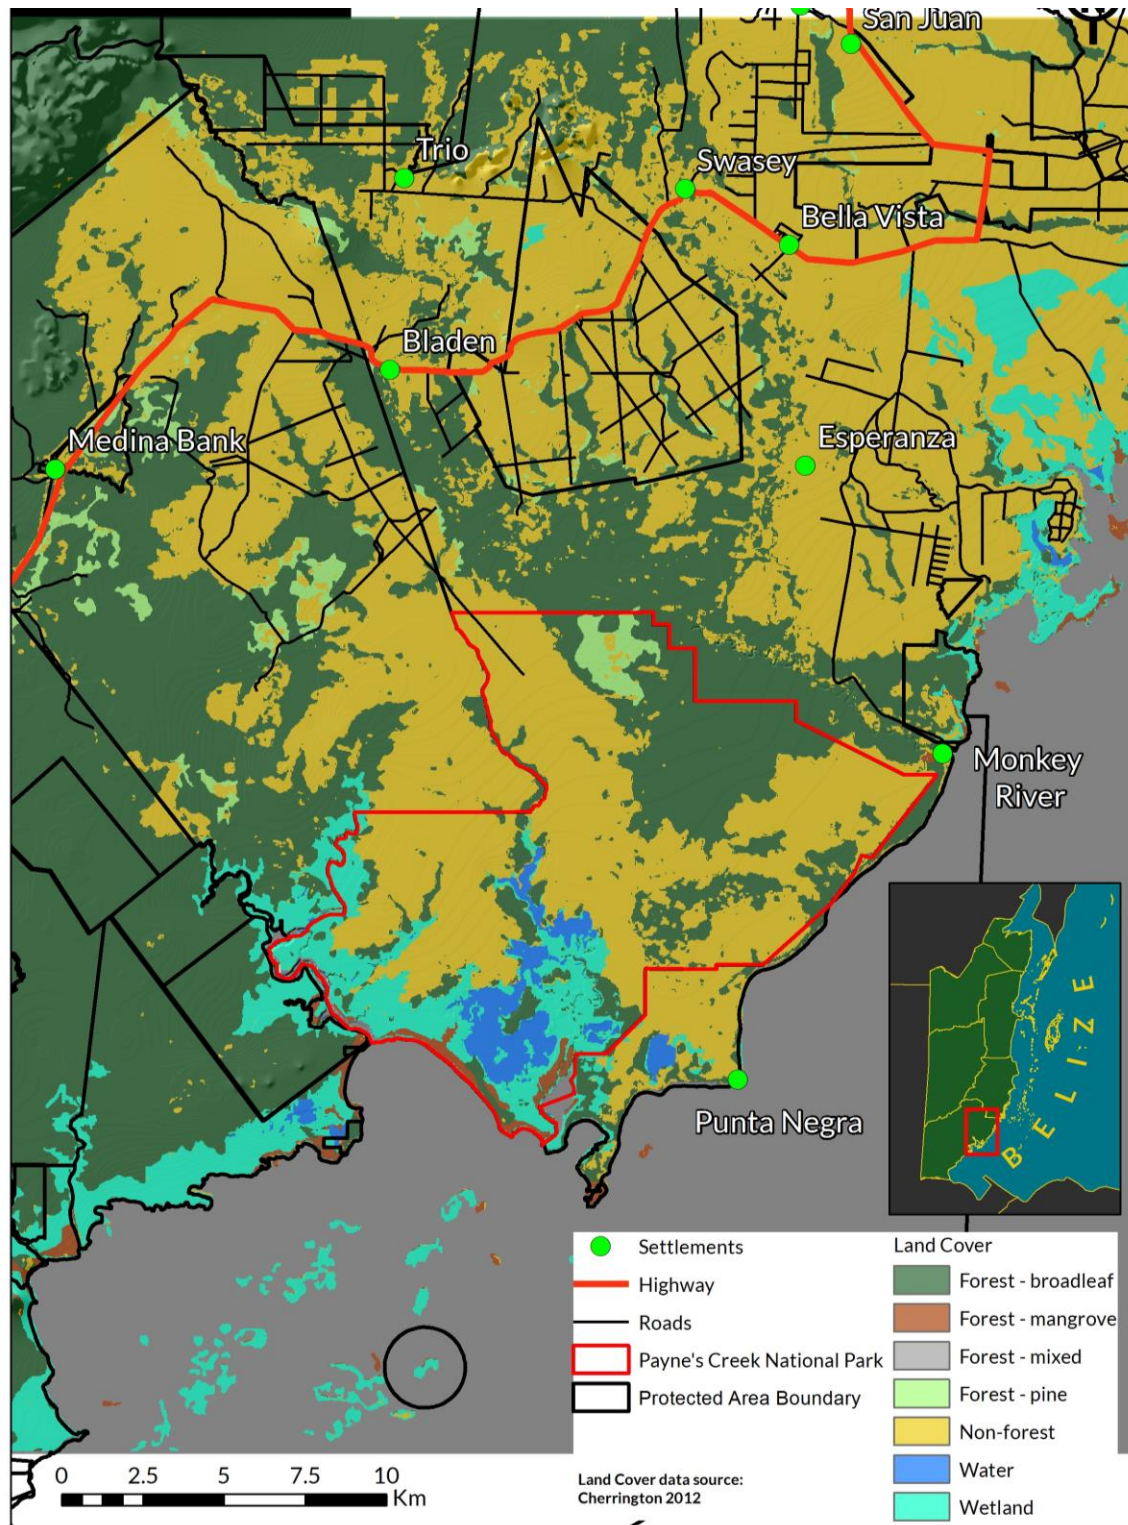 San Juan
Trio
Swasey
Bella Vista
Bladen
Medina Bank
Esperanza
Monkey
River
Punta Negra
BELIZE
Settlements
Highway
Roads
Payne's Creek National Park
Protected Area Boundary
Land Cover
Forest - broadleaf
Forest - mangrove
Forest - mixed
Forest - pine
Non-forest
Water
Wetland
0 2.5 5 7.5 10
Km
Land Cover data source:
Cherrington 2012